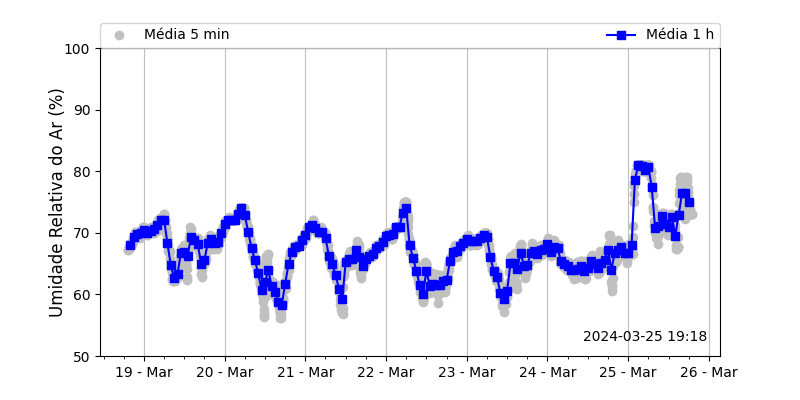 Média 5 min
Média 1 h
Umidade Relativa do Ar (%)
100
90
80
70
60
50
2024-03-25 19:18
19 - Mar
20 - Mar
21 - Mar
22 - Mar
23 - Mar
24 - Mar
25 - Mar
26 - Mar